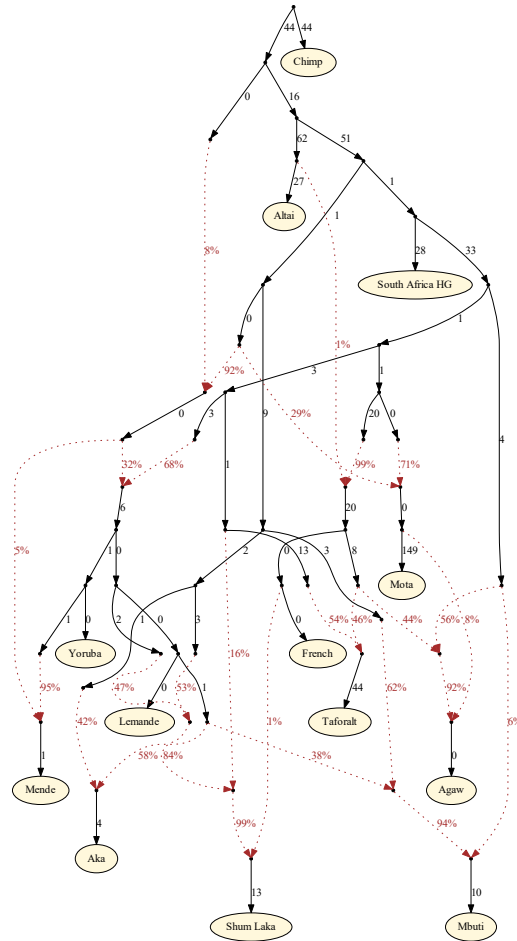 44 44
Chimp
0 16
62 51
27 1
Altai
1 28 33
South Africa HG
8% 0 1
92% 1% 3 1
29% 9 4
0 3 20 0
32% 68% 99% 71%
6 1 20 0
5% 1 0 2 0 13 3 8 149
Mota
1 0 2 0 1 3 0 54% 46% 44% 56% 8%
Yoruba
French
95% 47% 53% 16% 92% 6%
0 1 44 62%
Lemande
Taforalt
42% 1%
58% 84% 38% 0
1
Mende
Agaw
4 99% 94%
Aka
13 10
Shum Laka
Mbuti